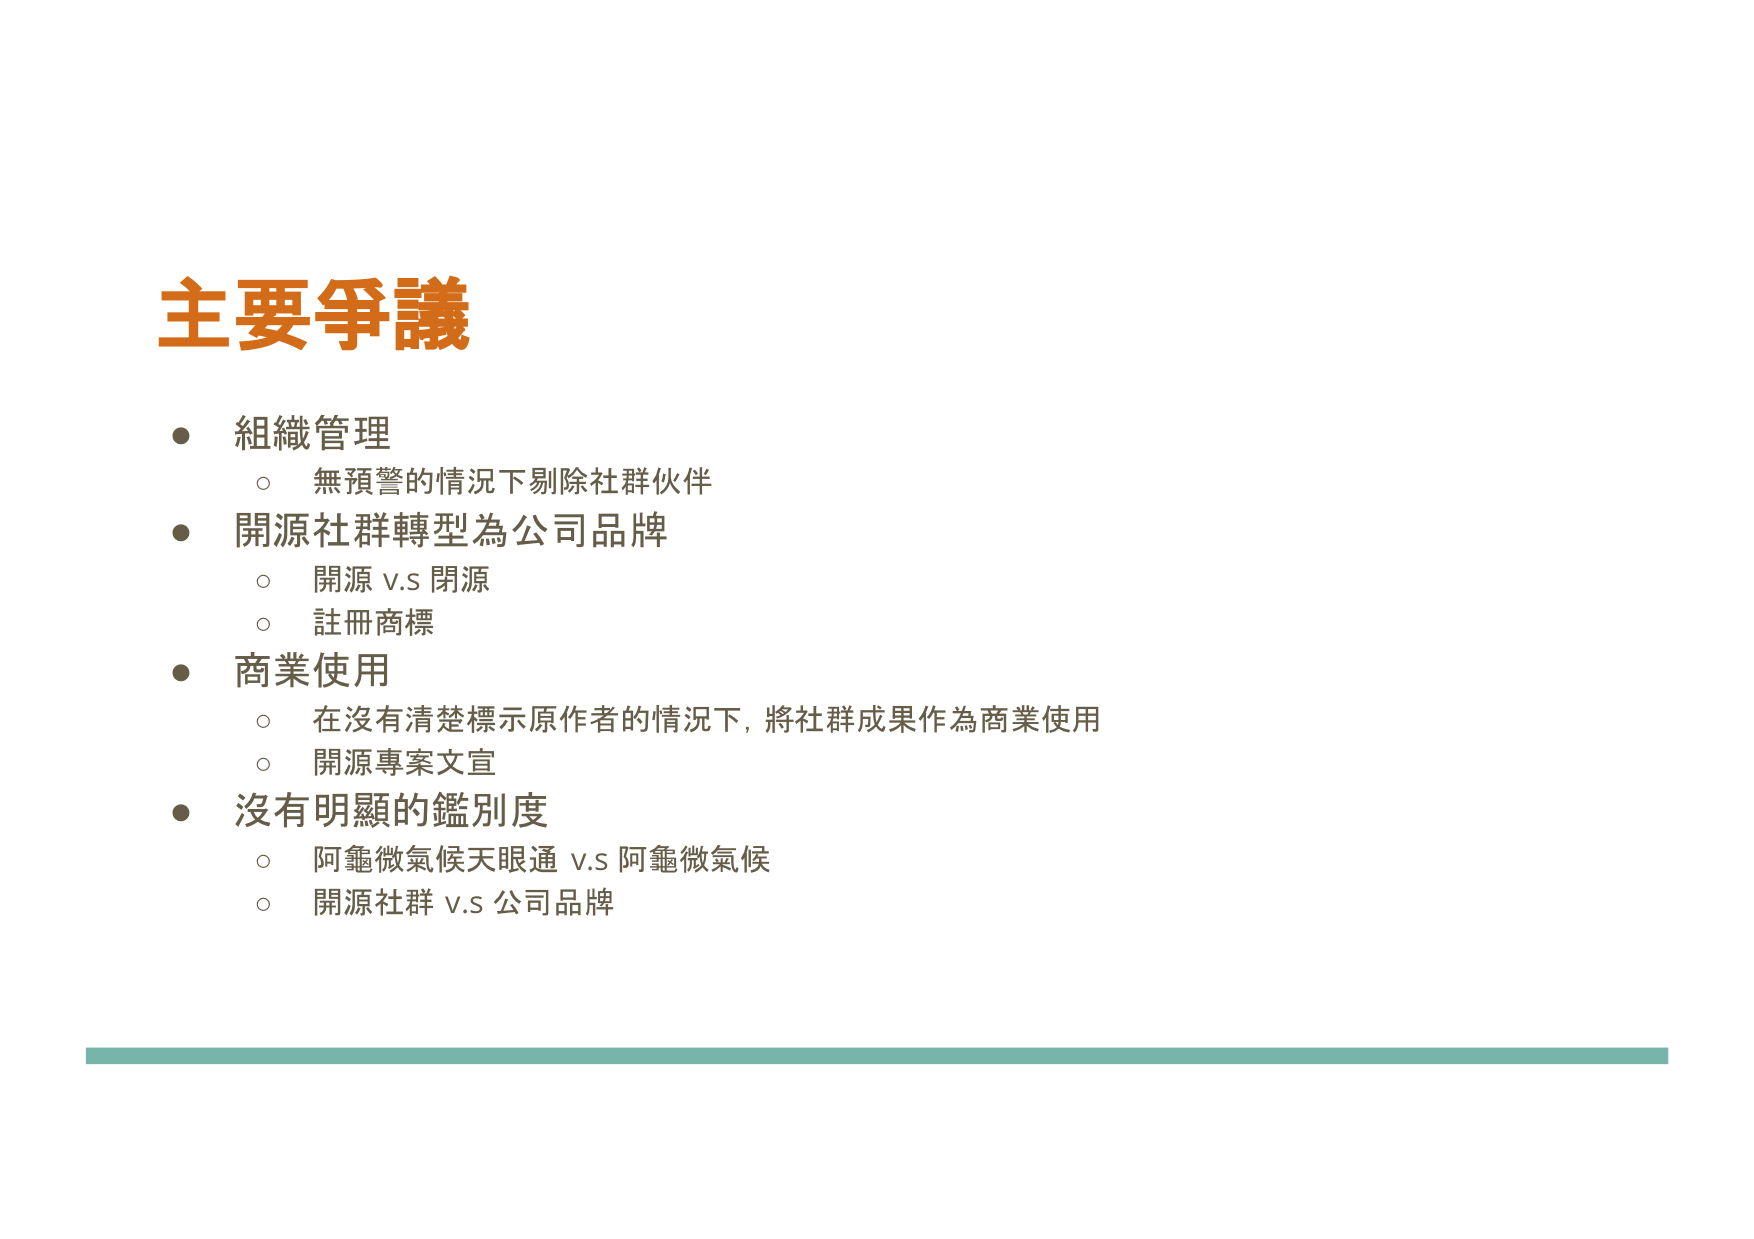 主要爭議
● 組織管理
○ 無預警的情況下剔除社群伙伴
● 開源社群轉型為公司品牌
○ 開源 v.s 閉源
○ 註冊商標
● 商業使用
○ 在沒有清楚標示原作者的情況下, 將社群成果作為商業使用
○ 開源專案文宣
● 沒有明顯的鑑別度
○ 阿龜微氣候天眼通 v.s 阿龜微氣候
○ 開源社群 v.s 公司品牌